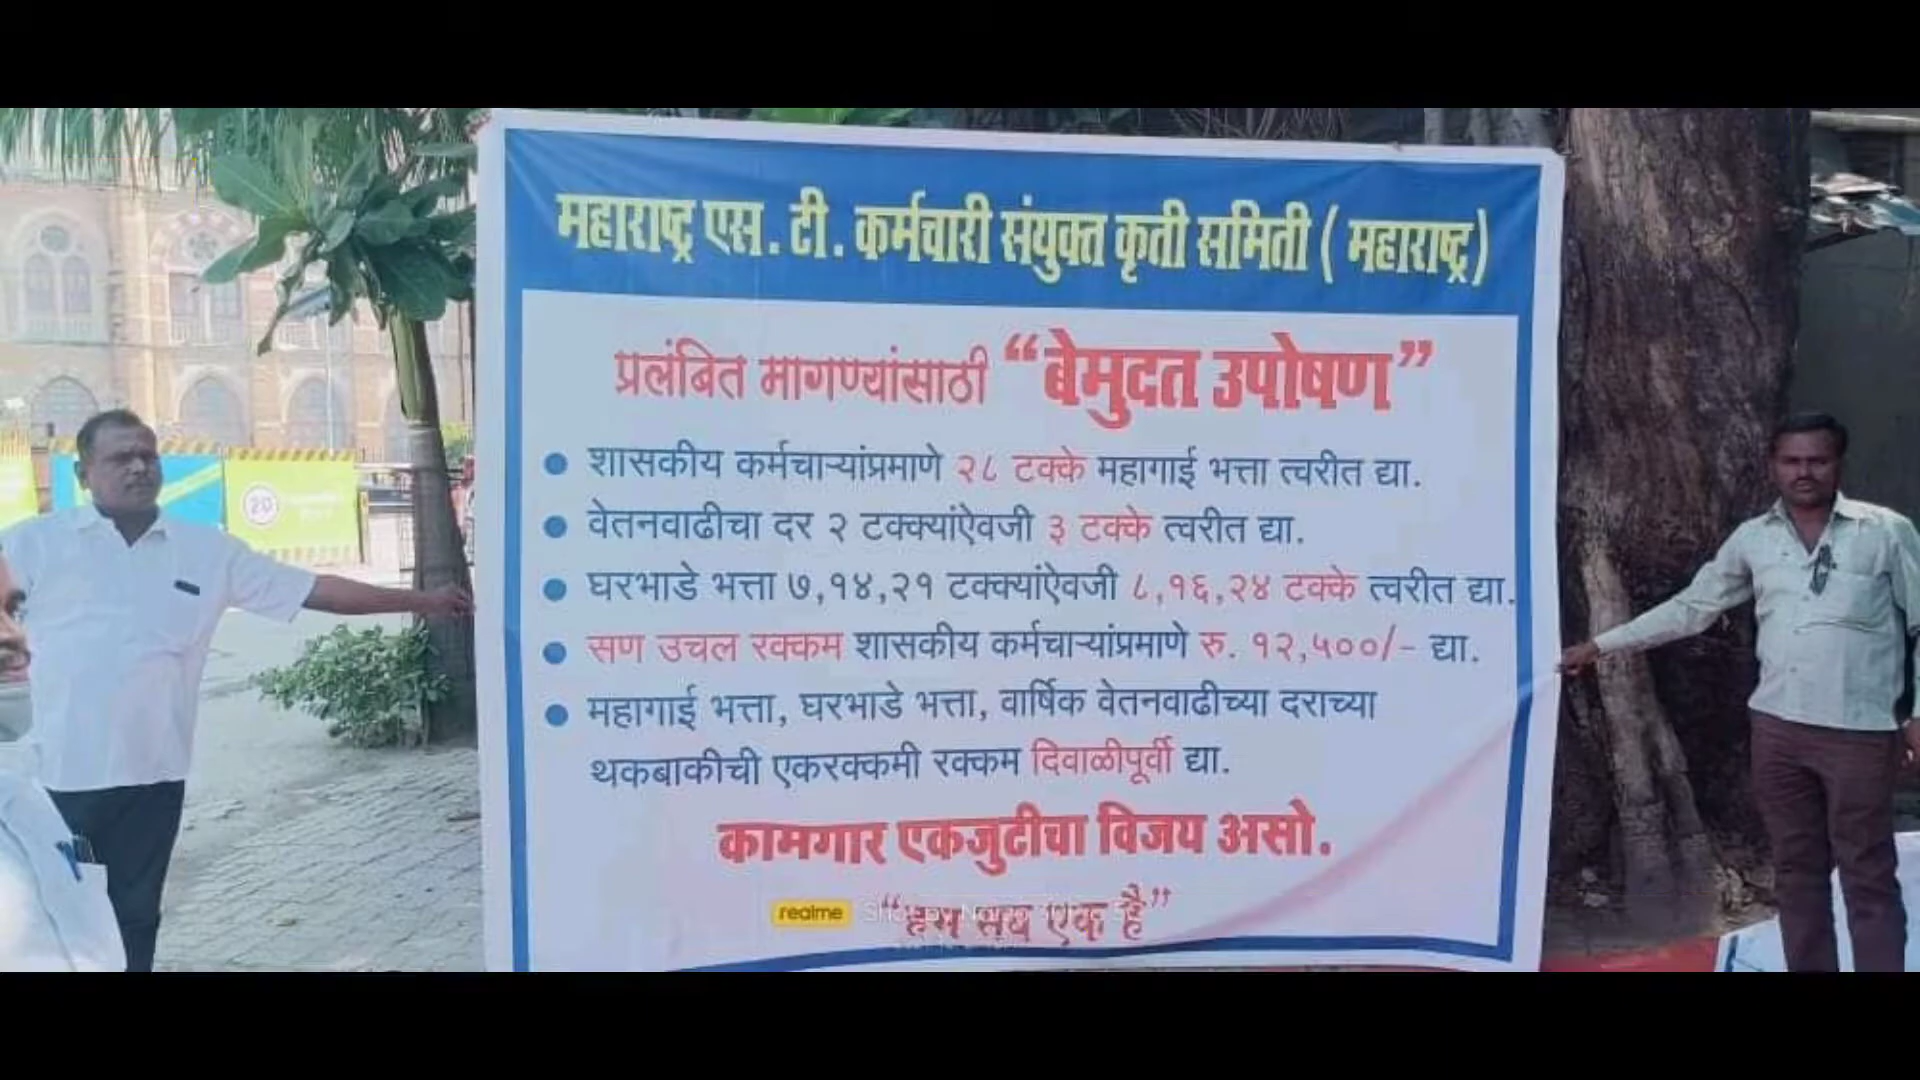 महाराष्ट्र एस. टी. कर्मचारी संयुक्त कृती समिती ( महाराष्ट्र)
प्रलंबित मागण्यांसाठी “बेमुदत उपोषण”
• शासकीय कर्मचाऱ्यांप्रमाणे २८ टक्के महागाई भत्ता त्वरीत द्या.
• वेतनवाढीचा दर २ टक्क्यांऐवजी ३ टक्के त्वरीत द्या.
• घरभाडे भत्ता ७,१४,२१ टक्क्यांऐवजी ८,१६,२४ टक्के त्वरीत द्या.
• सण उचल रक्कम शासकीय कर्मचाऱ्यांप्रमाणे रु. १२,५००/- द्या.
• महागाई भत्ता, घरभाडे भत्ता, वार्षिक वेतनवाढीच्या दराच्या
थकबाकीची एकरक्कमी रक्कम दिवाळीपूर्वी द्या.
कामगार एकजुटीचा विजय असो.
“हम सब एक है”
realme
20